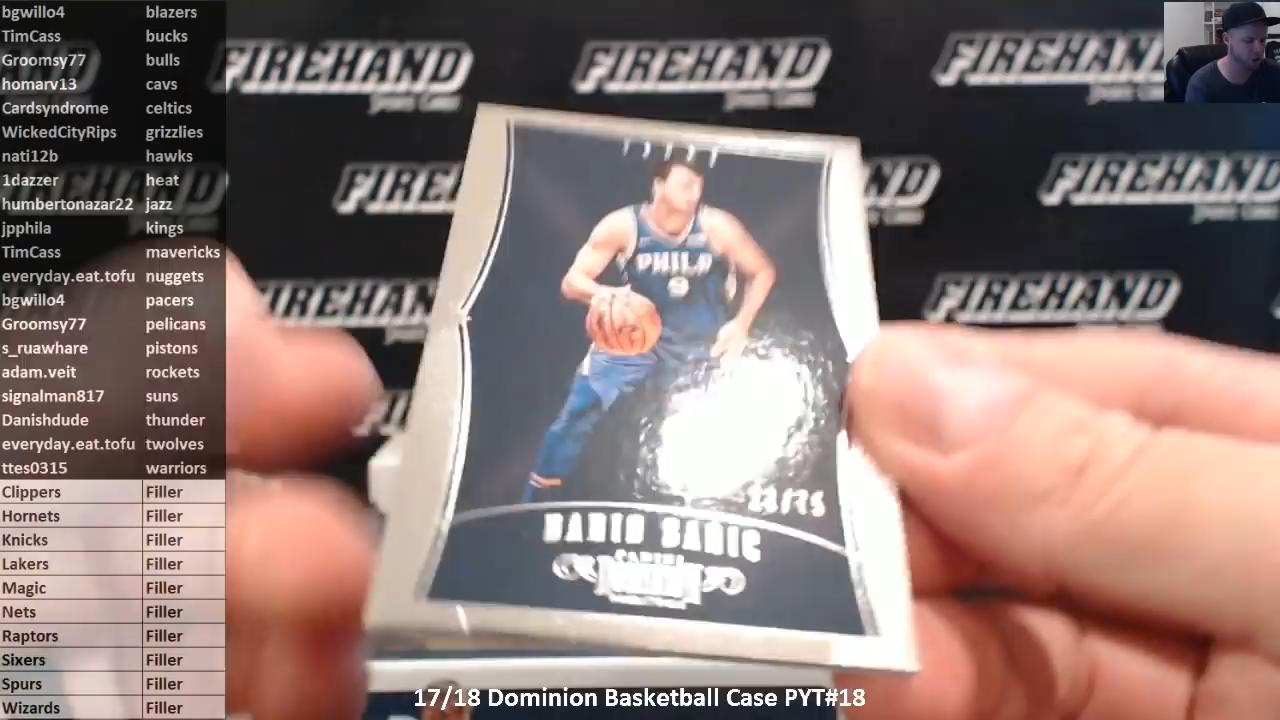 bgwillo4 blazers
TimCass bucks
Groomsy77 bulls
homarv13 cavs
Cardsyndrome celtics
WickedCityRips grizzlies
nati12b hawks
1dazzer heat
humbertonazar22 jazz
jpphila kings
TimCass mavericks
everyday.eat.tofu nuggets
bgwillo4 pacers
Groomsy77 pelicans
s_ruawhare pistons
adam.veit rockets
signalman817 suns
Danishdude thunder
everyday.eat.tofu twolves
ttes0315 warriors
Clippers Filler
Hornets Filler
Knicks Filler
Lakers Filler
Magic Filler
Nets Filler
Raptors Filler
Sixers Filler
Spurs Filler
Wizards Filler
FIREHAND FIREHAND FIREHAND
FIREHAND
FIREHAND
FIREHAND
PHILA
9
DARIO SARIC
PANINI
17/18 Dominion Basketball Case PYT#18